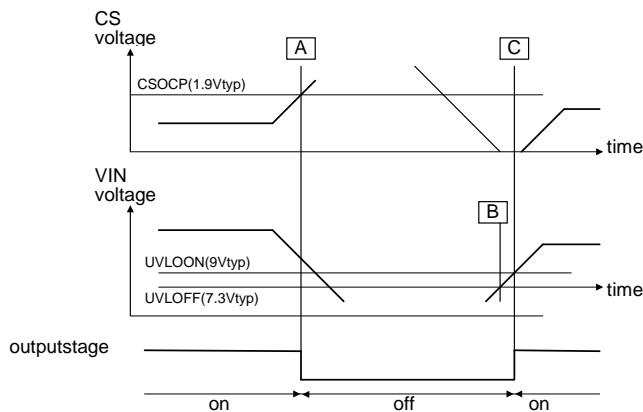 CS
voltage
A
C
CSOCP(1.9Vtyp)
time
VIN
voltage
B
UVLOON(9Vtyp)
time
UVLOFF(7.3Vtyp)
outputstage
on
off
on